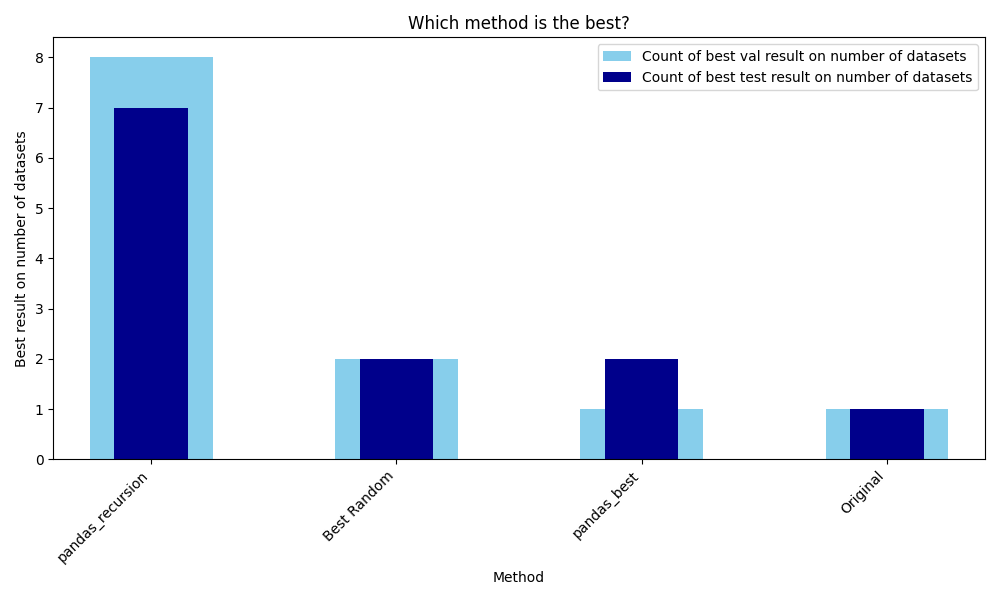 Which method is the best?
Count of best val result on number of datasets
Count of best test result on number of datasets
Best result on number of datasets
8
7
6
5
4
3
2
1
0
pandas_recursion
Best Random
pandas_best
Original
Method